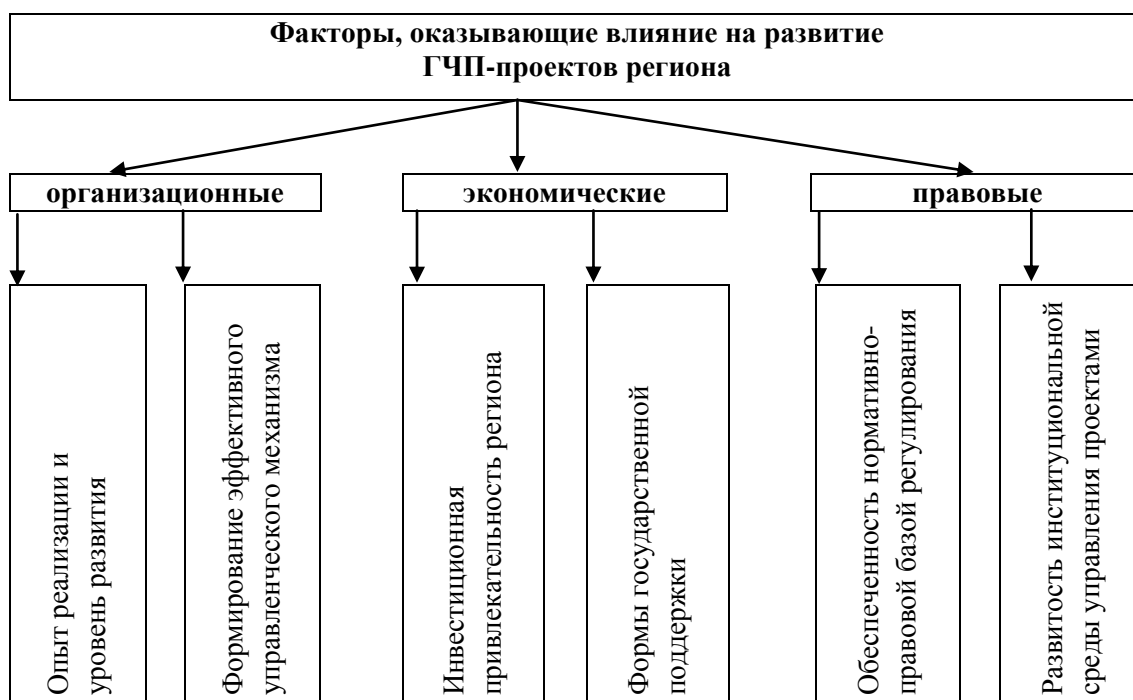 Факторы, оказывающие влияние на развитие
ГЧП-проектов региона
организационные
экономические
правовые
Опыт реализации и
уровень развития
Формирование эффективного
управленческого механизма
Инвестиционная
привлекательность региона
Формы государственной
поддержки
Обеспеченность нормативно-
правовой базой регулирования
Развитость институциональной
среды управления проектами